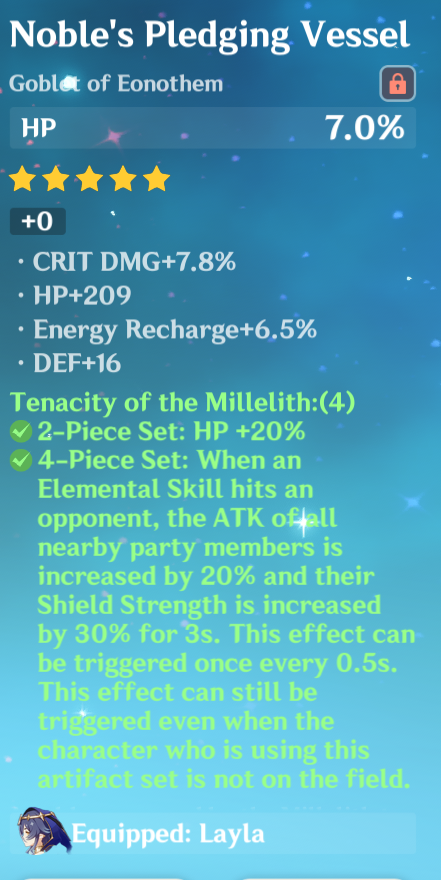 Noble's Pledging Vessel
Goblet of Eonothem
HP 7.0%
+0
· CRIT DMG+7.8%
· HP+209
· Energy Recharge+6.5%
· DEF+16
Tenacity of the Millelith:(4)
2-Piece Set: HP +20%
4-Piece Set: When an
Elemental Skill hits an
opponent, the ATK of all
nearby party members is
increased by 20% and their
Shield Strength is increased
by 30% for 3s. This effect can
be triggered once every 0.5s.
This effect can still be
triggered even when the
character who is using this
artifact set is not on the field.
Equipped: Layla